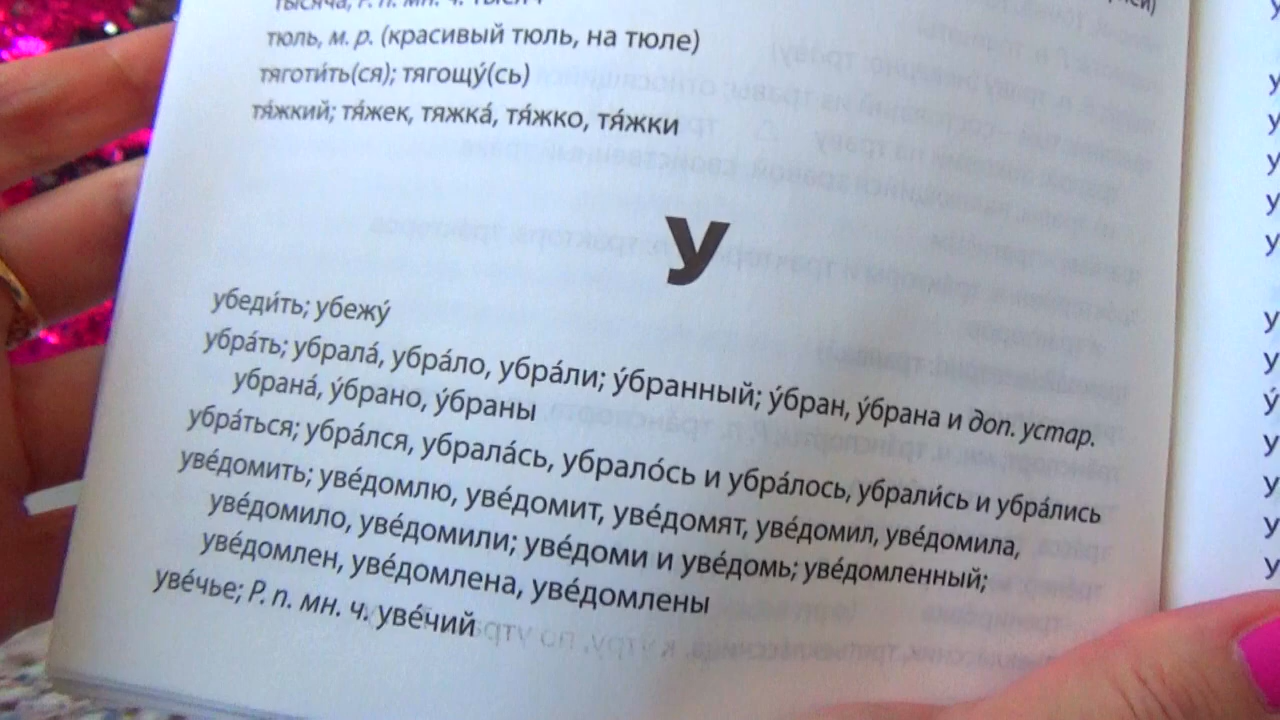 тысяча, Р. п. мн. ч.
тюль, м. р. (красивый тюль, на тюле)
тяготи́ть(ся); тягощу́(сь)
тя́жкий; тя́жек, тяжка́, тя́жко, тя́жки
У
убеди́ть; убежу́
убра́ть; убрала́, убра́ло, убра́ли; у́бранный; у́бран, у́брана и доп. устар.
убрана́, у́брано, у́браны
убра́ться; убра́лся, убрала́сь, убрало́сь и убра́лось, убрали́сь и убра́лись
уве́домить; уве́домлю, уве́домит, уве́домят, уве́домил, уве́домила,
уве́домило, уве́домили; уве́доми и уве́домь; уве́домленный;
уве́домлен, уве́домлена, уве́домлены
уве́чье; Р. п. мн. ч. уве́чий